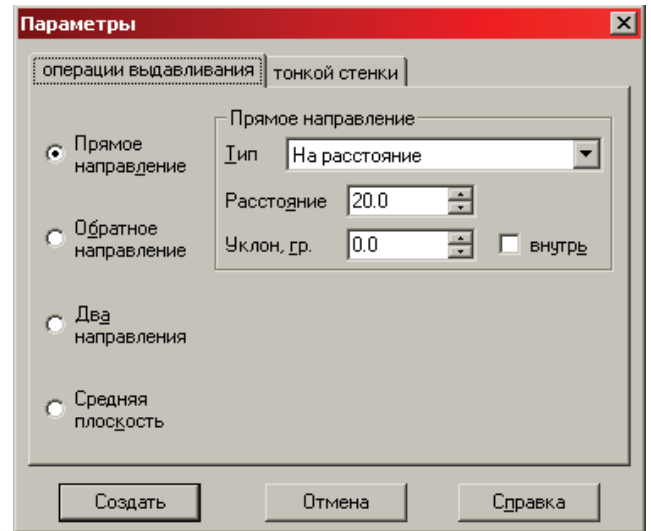 Параметры
операции выдавливания
тонкой стенки
Прямое направление
Прямое
направление
Тип
На расстояние
Расстояние
20.0
Обратное
направление
Уклон, гр.
0.0
внутрь
Два
направления
Средняя
плоскость
Создать
Отмена
Справка